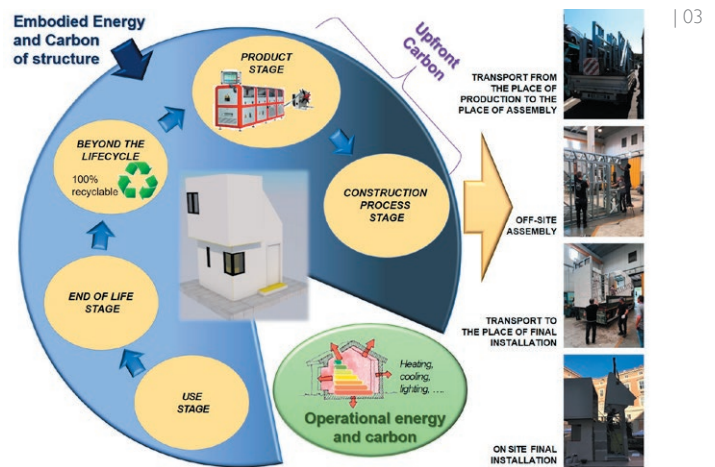 | 03
Embodied Energy
and Carbon
of structure
PRODUCT
STAGE
Upfront
Carbon
BEYOND THE
LIFECYCLE
100%
recyclable
CONSTRUCTION
PROCESS
STAGE
END OF LIFE
STAGE
USE
STAGE
Heating,
cooling,
lighting, ....
Operational energy
and carbon
TRANSPORT FROM
THE PLACE OF
PRODUCTION TO THE
PLACE OF ASSEMBLY
OFF-SITE
ASSEMBLY
TRANSPORT TO
THE PLACE OF FINAL
INSTALLATION
ON SITE FINAL
INSTALLATION